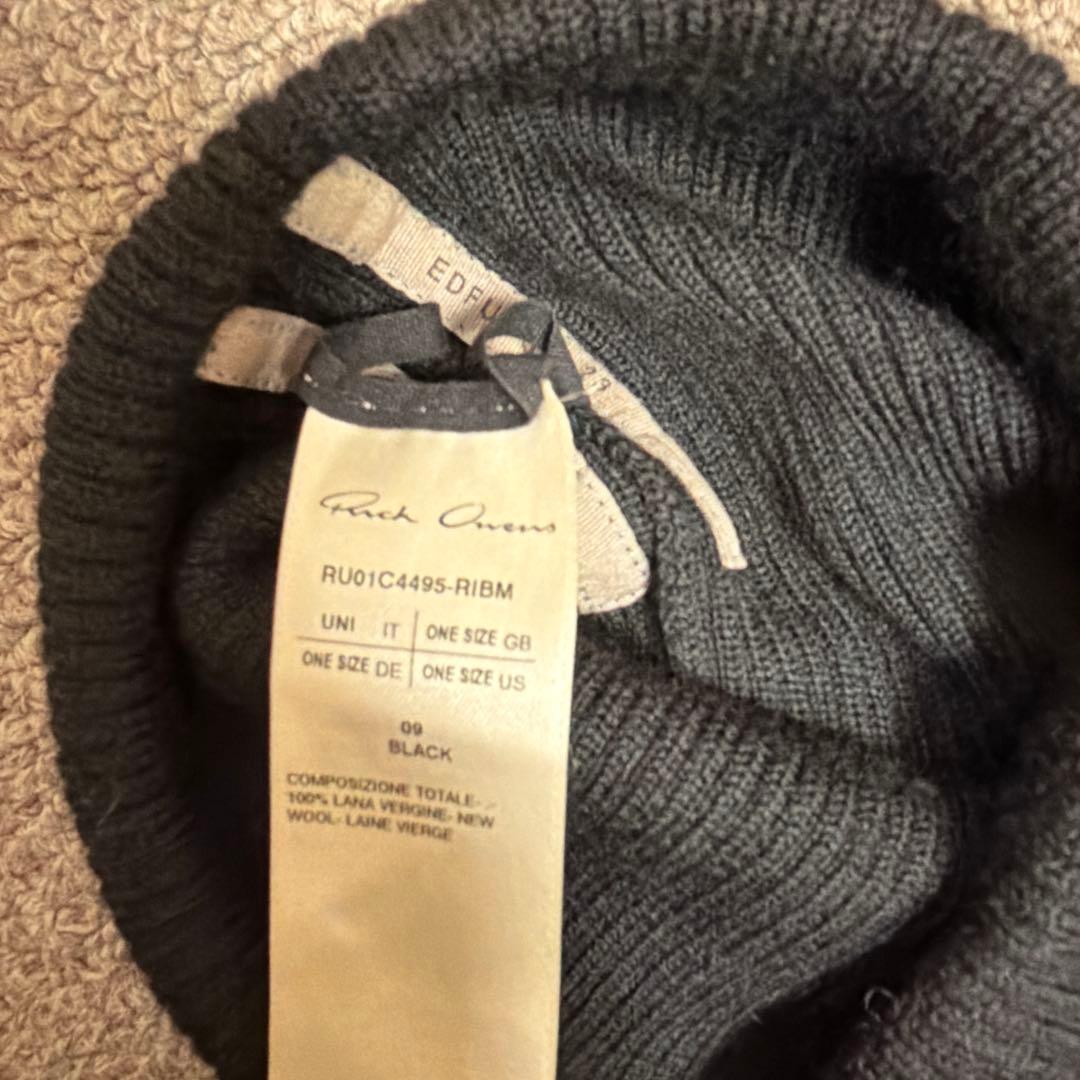 EDFU
Rick Owens
RU01C4495-RIBM
UNI IT ONE SIZE GB
ONE SIZE DE ONE SIZE US
09
BLACK
COMPOSIZIONE TOTALE-
100% LANA VERGINE- NEW
WOOL- LAINE VIERGE